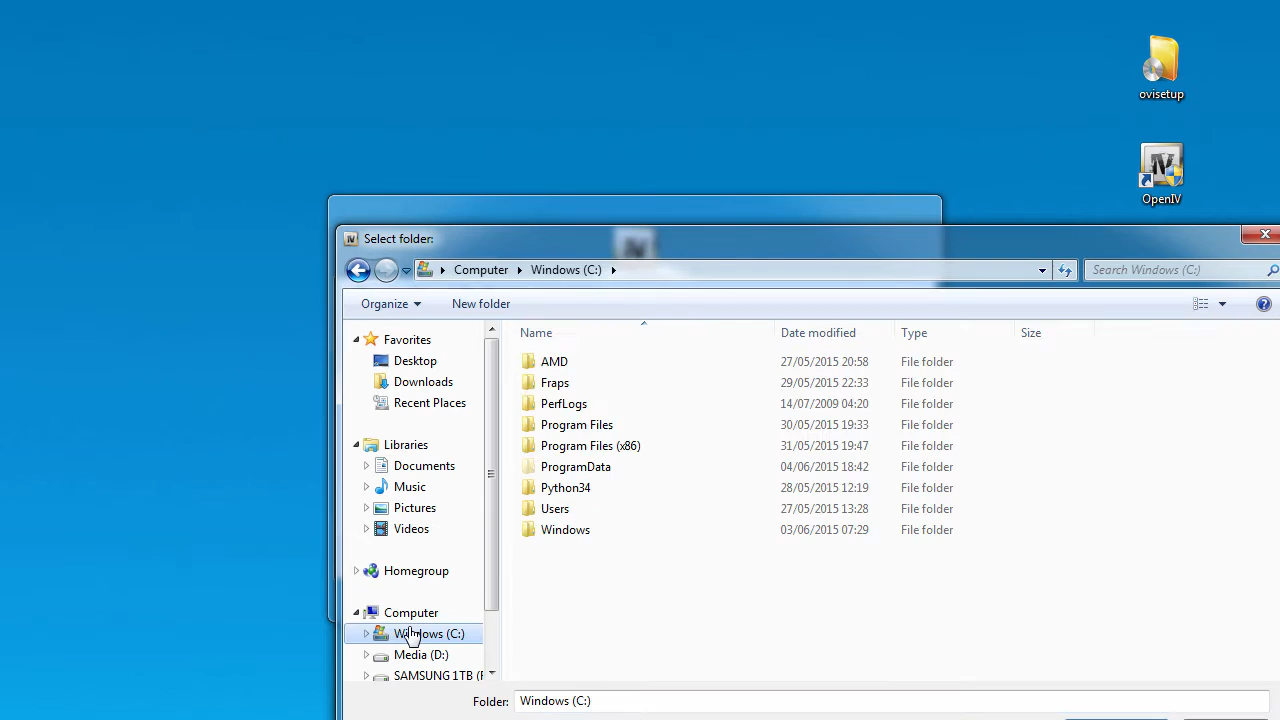 ovisetup
OpenIV
Select folder:
Computer Windows (C:)
Search Windows (C:)
Organize New folder
Name Date modified Type Size
Favorites
Desktop
Downloads
Recent Places
Libraries
Documents
Music
Pictures
Videos
Homegroup
Computer
Windows (C:)
Media (D:)
SAMSUNG 1TB (
AMD 27/05/2015 20:58 File folder
Fraps 29/05/2015 22:33 File folder
PerfLogs 14/07/2009 04:20 File folder
Program Files 30/05/2015 19:33 File folder
Program Files (x86) 31/05/2015 19:47 File folder
ProgramData 04/06/2015 18:42 File folder
Python34 28/05/2015 12:19 File folder
Users 27/05/2015 13:28 File folder
Windows 03/06/2015 07:29 File folder
Folder: Windows (C:)